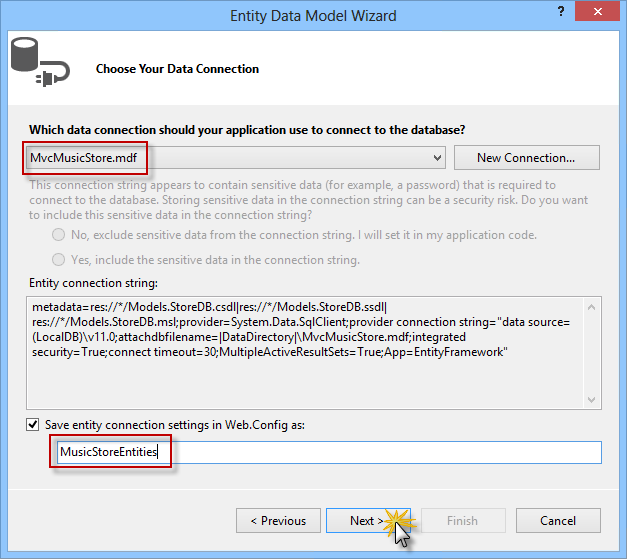 Entity Data Model Wizard
?
Choose Your Data Connection
Which data connection should your application use to connect to the database?
MvcMusicStore.mdf
New Connection...
This connection string appears to contain sensitive data (for example, a password) that is required to
connect to the database. Storing sensitive data in the connection string can be a security risk. Do you want
to include this sensitive data in the connection string?
No, exclude sensitive data from the connection string. I will set it in my application code.
Yes, include the sensitive data in the connection string.
Entity connection string:
metadata=res://*/Models.StoreDB.csdl|res://*/Models.StoreDB.ssdl|
res://*/Models.StoreDB.msl;provider=System.Data.SqlClient;provider connection string="data source=
(LocalDB)\v11.0;attachdbfilename=|DataDirectory|\MvcMusicStore.mdf;integrated
security=True;connect timeout=30;MultipleActiveResultSets=True;App=EntityFramework"
Save entity connection settings in Web.Config as:
MusicStoreEntities
< Previous
Next >
Finish
Cancel